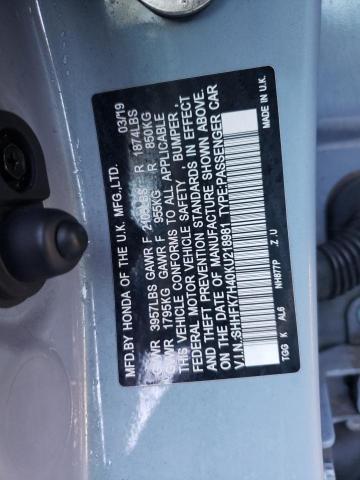 MFD.BY HONDA OF THE U.K. MFG.,LTD. 03/19
GVWR 3957LBS GAWR F 2105LBS R 1874LBS
GVWR 1795KG GAWR F 955KG R 850KG
THIS VEHICLE CONFORMS TO ALL APPLICABLE
FEDERAL MOTOR VEHICLE SAFETY, BUMPER,
AND THEFT PREVENTION STANDARDS IN EFFECT
ON THE DATE OF MANUFACTURE SHOWN ABOVE.
V.I.N.:SHHFK7H40KU218981 TYPE:PASSENGER CAR
NH877P Z U MADE IN U.K.
TGG K ALG